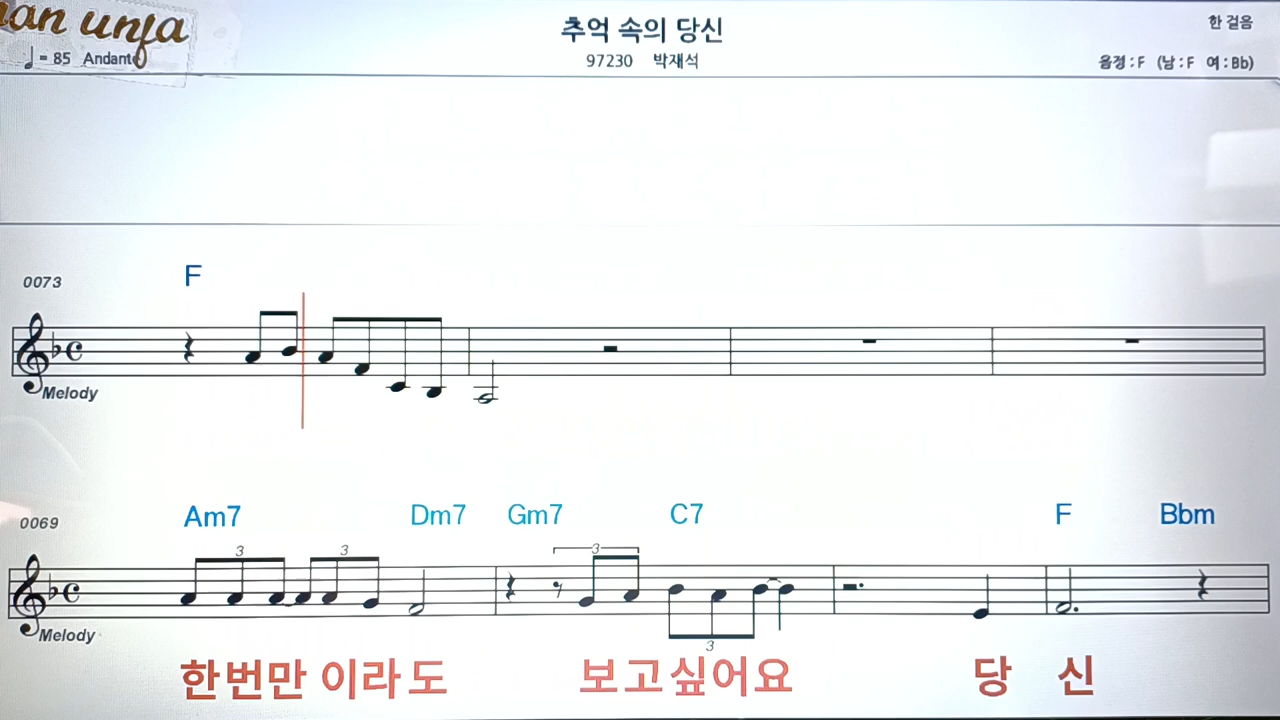 추억 속의 당신
한 걸음
= 85 Andante
97230 박재석
음정 : F (남 : F 여 : Bb)
0073
F
Melody
0069
Am7 Dm7 Gm7 C7 F Bbm
3 3 3
3
Melody
한번만 이라도 보고싶어요 당 신